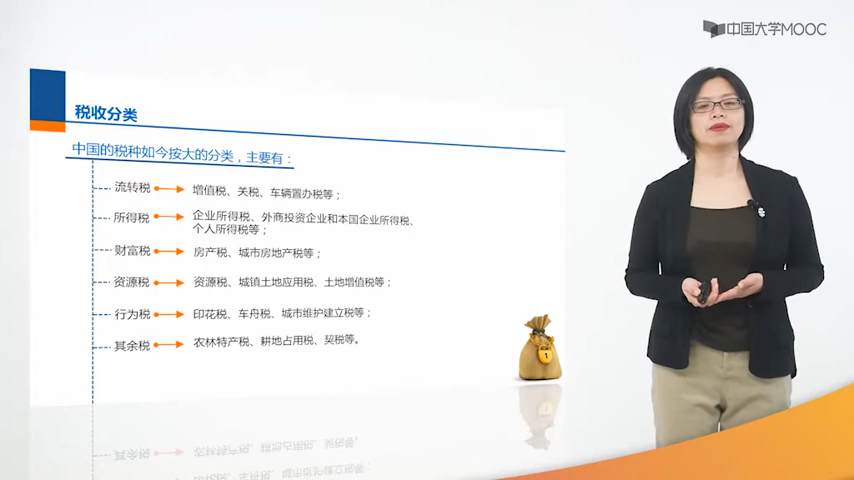 中国大学MOOC
税收分类
中国的税种如今按大的分类，主要有：
流转税 增值税、关税、车辆置办税等；
所得税 企业所得税、外商投资企业和本国企业所得税、
个人所得税等；
财富税 房产税、城市房地产税等；
资源税 资源税、城镇土地应用税、土地增值税等；
行为税 印花税、车舟税、城市维护建立税等；
其余税 农林特产税、耕地占用税、契税等。